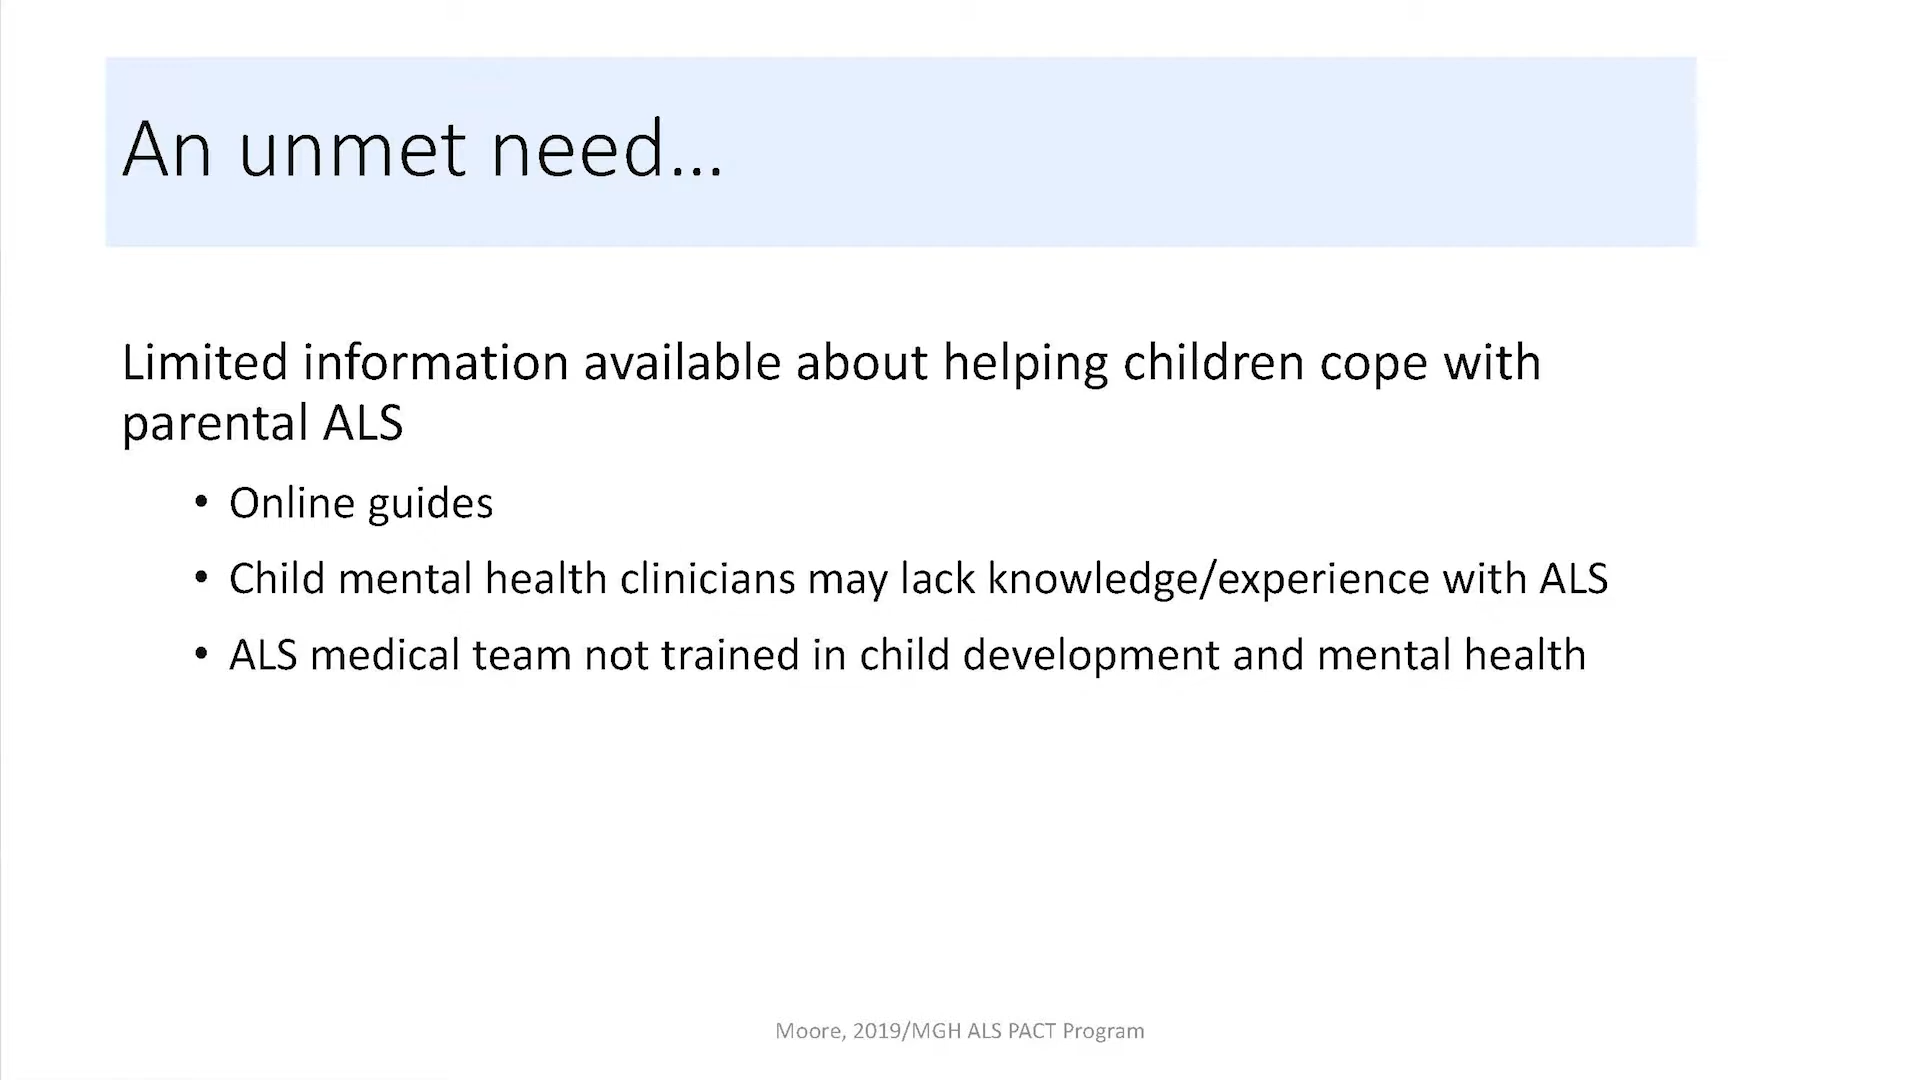 An unmet need...
Limited information available about helping children cope with
parental ALS
• Online guides
• Child mental health clinicians may lack knowledge/experience with ALS
• ALS medical team not trained in child development and mental health
Moore, 2019/MGH ALS PACT Program